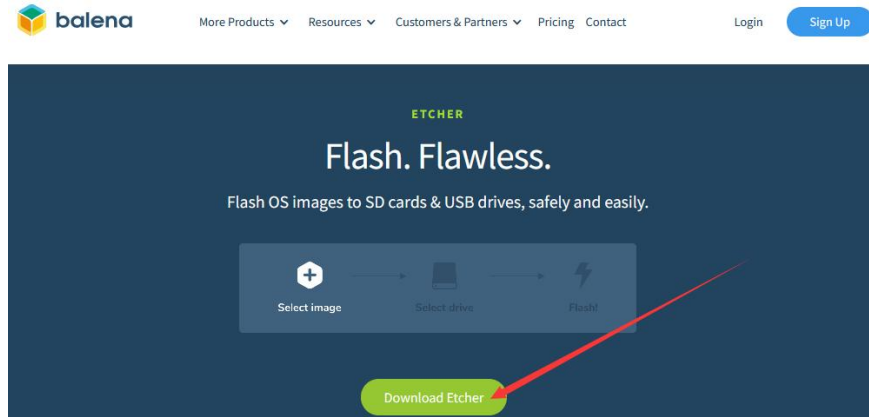 balena More Products Resources Customers & Partners Pricing Contact Login Sign Up
ETCHER
Flash. Flawless.
Flash OS images to SD cards & USB drives, safely and easily.
Select image Select drive Flash!
Download Etcher